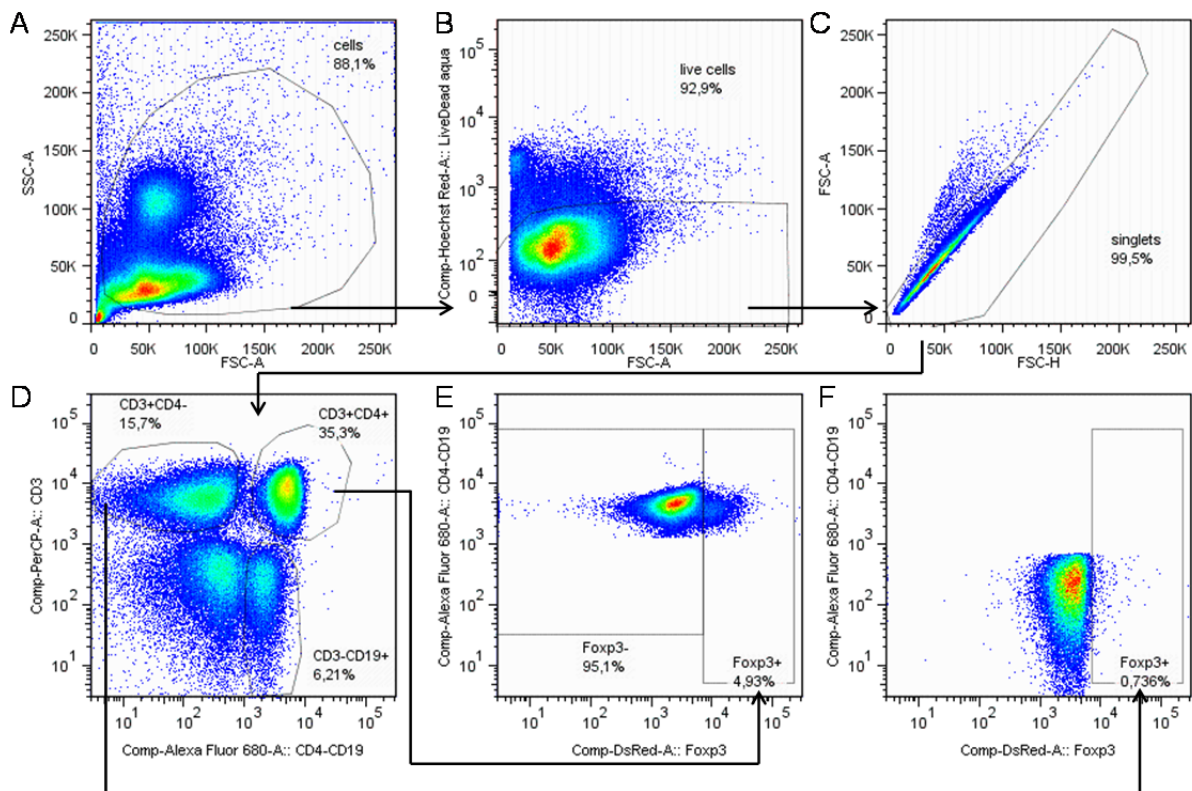 A
250K
200K
150K
100K
50K
0
SSC-A
cells
88,1%
0 50K 100K 150K 200K 250K
FSC-A
B
10^5
10^4
10^3
10^2
0
Comp-Hoechst Red-A:: LiveDead aqua
live cells
92,9%
0 50K 100K 150K 200K 250K
FSC-A
C
250K
200K
150K
100K
50K
0
FSC-A
singlets
99,5%
0 50K 100K 150K 200K 250K
FSC-H
D
CD3+CD4-
15,7%
CD3+CD4+
35,3%
10^5
10^4
10^3
10^2
10^1
Comp-PerCP-A:: CD3
CD3-CD19+
6,21%
10^1 10^2 10^3 10^4 10^5
Comp-Alexa Fluor 680-A:: CD4-CD19
E
10^5
10^4
10^3
10^2
10^1
Comp-Alexa Fluor 680-A:: CD4-CD19
Foxp3-
95,1%
Foxp3+
4,93%
10^1 10^2 10^3 10^4 10^5
Comp-DsRed-A:: Foxp3
F
10^5
10^4
10^3
10^2
10^1
Comp-Alexa Fluor 680-A:: CD4-CD19
Foxp3+
0,736%
10^1 10^2 10^3 10^4 10^5
Comp-DsRed-A:: Foxp3